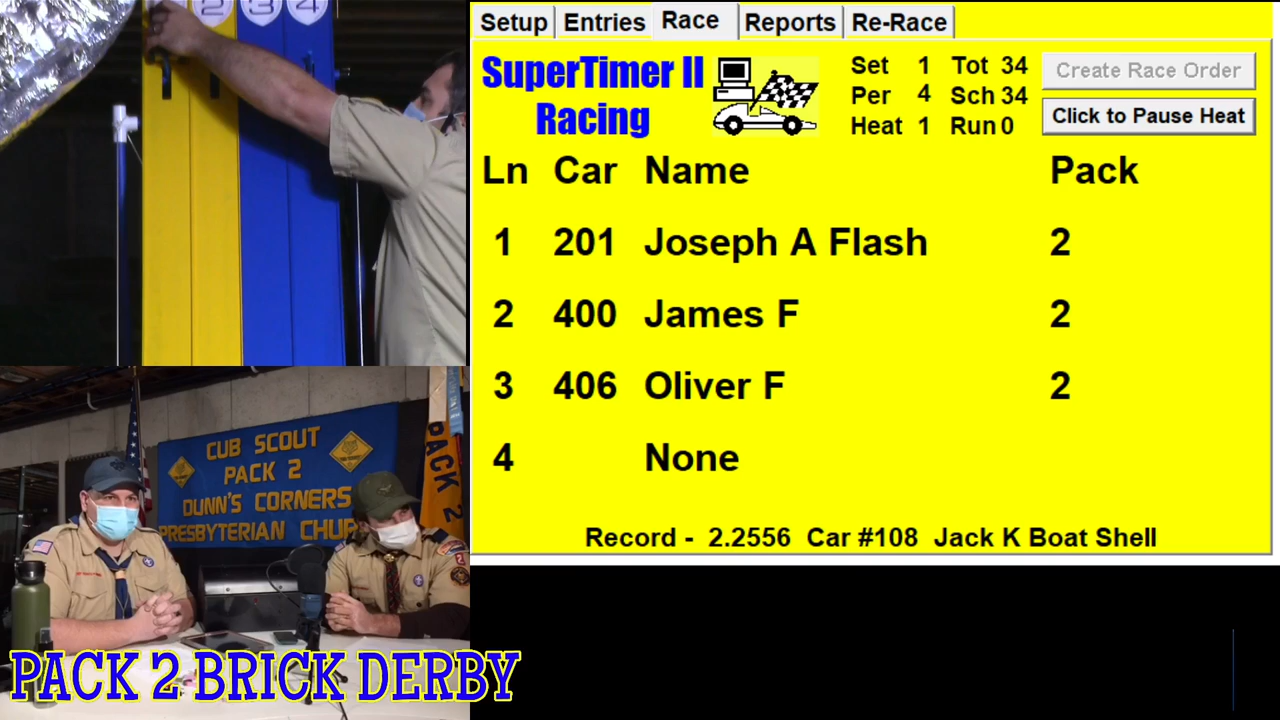 2 3 4
Setup Entries Race Reports Re-Race
SuperTimer II
Racing
Set 1 Tot 34
Per 4 Sch 34
Heat 1 Run 0
Create Race Order
Click to Pause Heat
Ln Car Name Pack
1 201 Joseph A Flash 2
2 400 James F 2
3 406 Oliver F 2
4 None
Record - 2.2556 Car #108 Jack K Boat Shell
CUB SCOUT
PACK 2
DUNN'S CORNERS
PRESBYTERIAN CHUR
PACK 2
PACK 2 BRICK DERBY